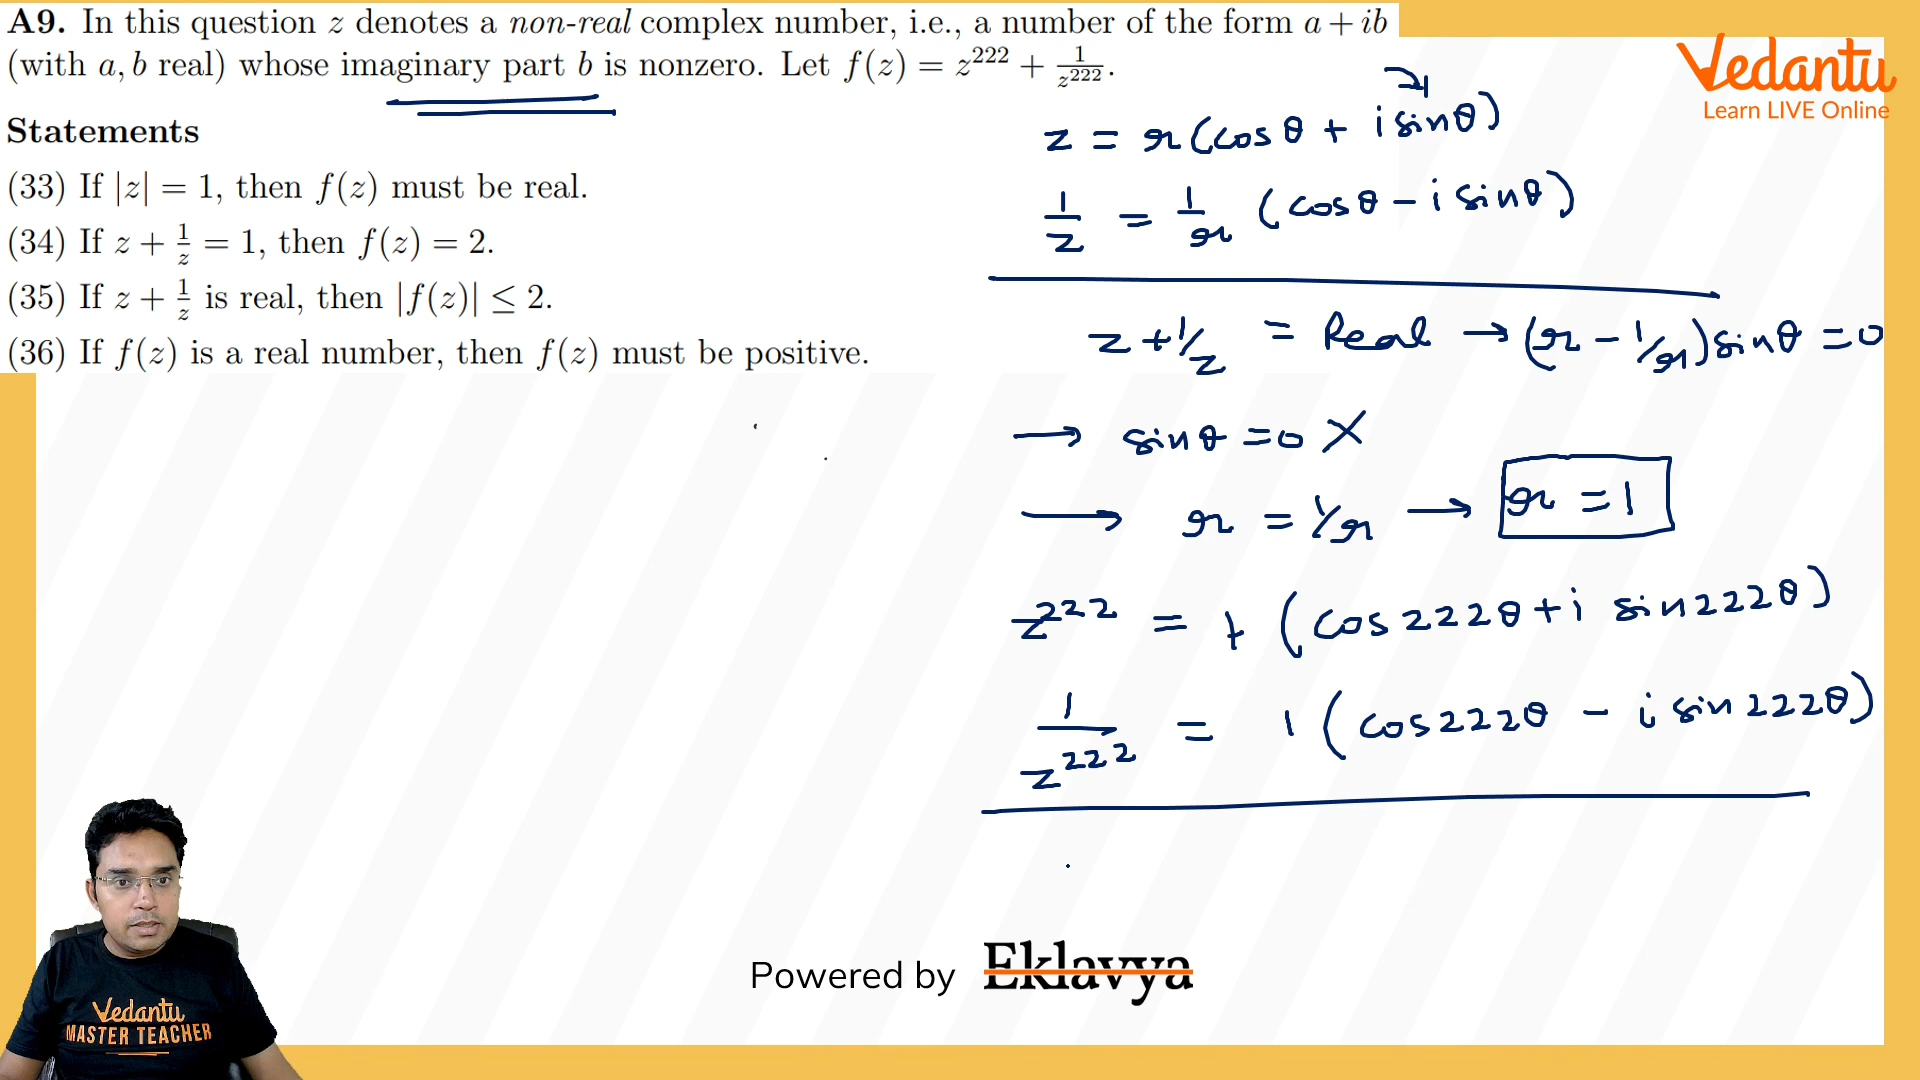 A9. In this question z denotes a non-real complex number, i.e., a number of the form a + ib
(with a, b real) whose imaginary part b is nonzero. Let f(z) = z^222 + 1/z^222.
Statements
(33) If |z| = 1, then f(z) must be real.
(34) If z + 1/z = 1, then f(z) = 2.
(35) If z + 1/z is real, then |f(z)| ≤ 2.
(36) If f(z) is a real number, then f(z) must be positive.
Vedantu
Learn LIVE Online
z = r(cos θ + i sin θ)
1/z = 1/r (cos θ − i sin θ)
z + 1/z = Real → (r − 1/r) sin θ = 0
→ sin θ = 0 ✗
→ r = 1/r → r = 1
z^222 = 1 (cos 222θ + i sin 222θ)
1/z^222 = 1 (cos 222θ − i sin 222θ)
Vedantu
MASTER TEACHER
Powered by Eklavya